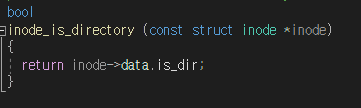 bool
inode_is_directory (const struct inode *inode)
{
return inode->data.is_dir;
}